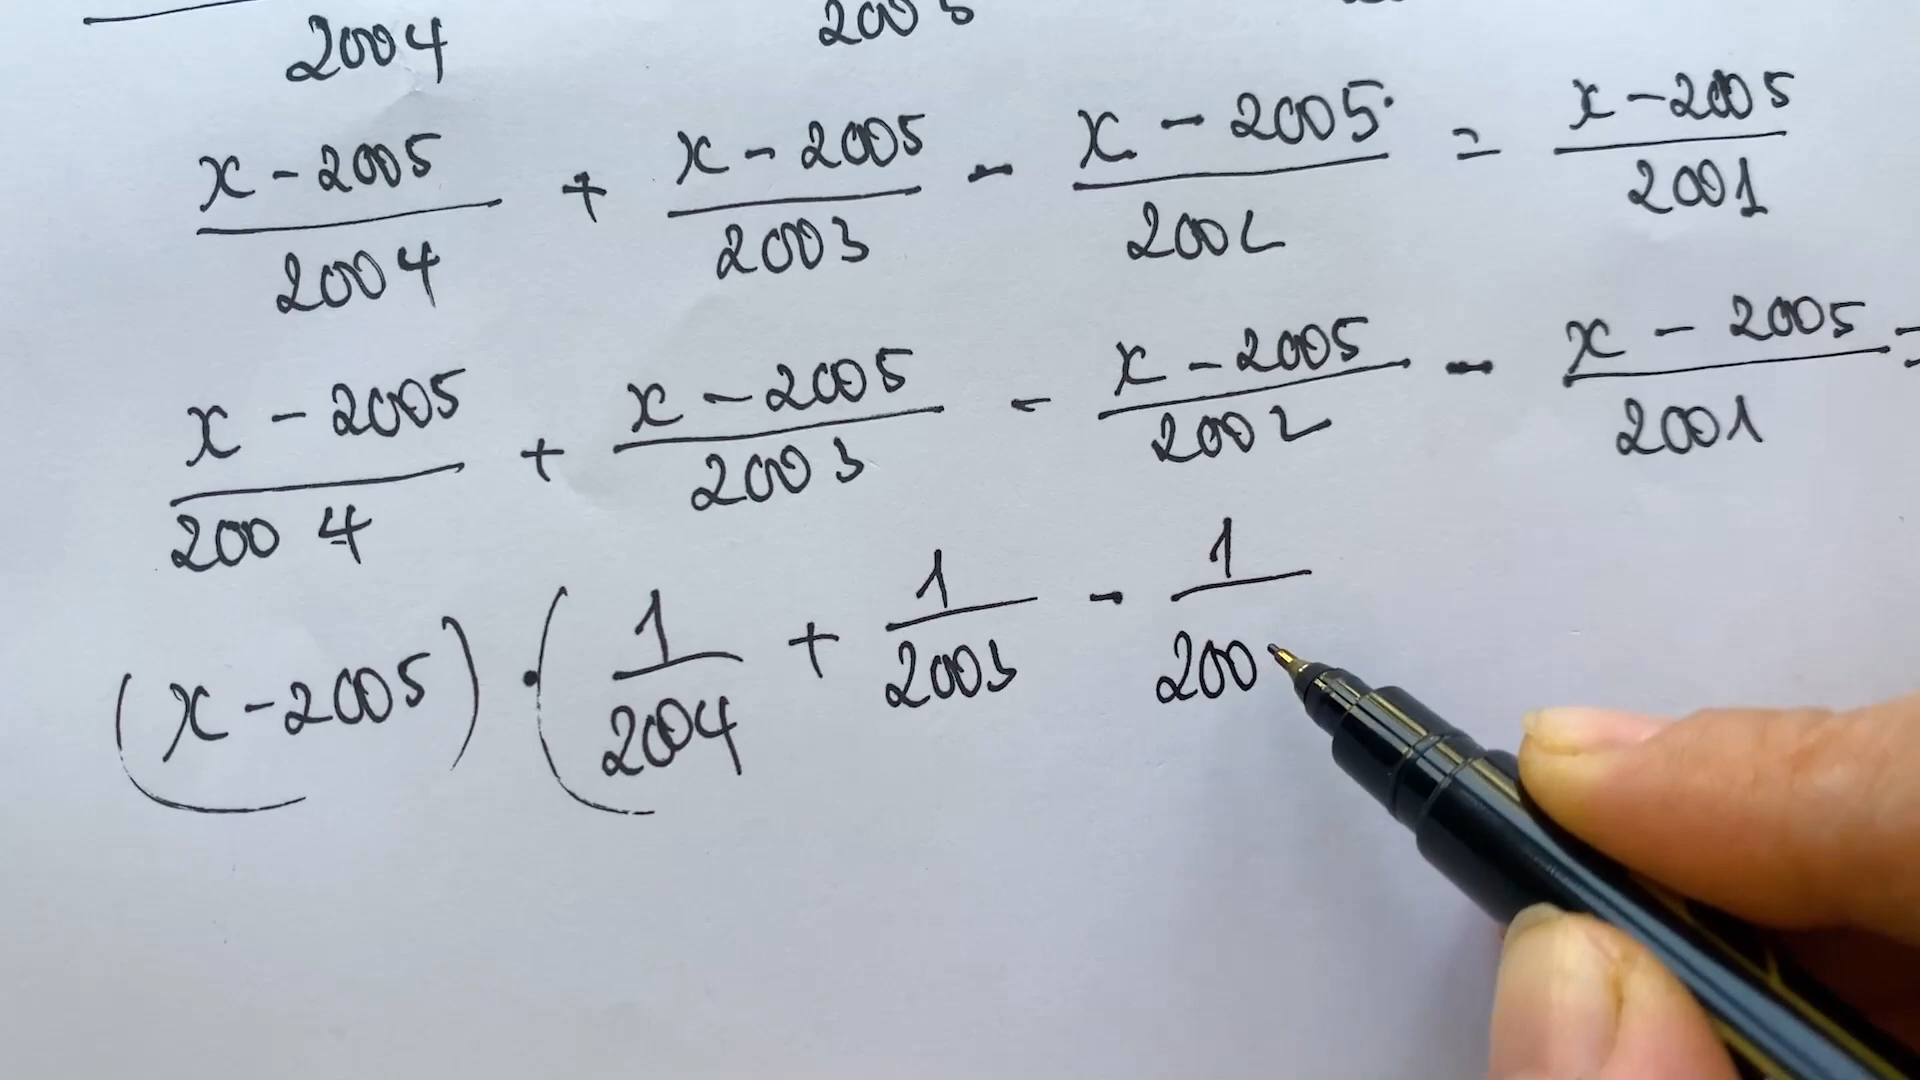 2004 2003
x - 2005 / 2004 + x - 2005 / 2003 - x - 2005 / 2002 = x - 2005 / 2001
x - 2005 / 2004 + x - 2005 / 2003 - x - 2005 / 2002 - x - 2005 / 2001 =
(x - 2005) · ( 1 / 2004 + 1 / 2003 - 1 / 200